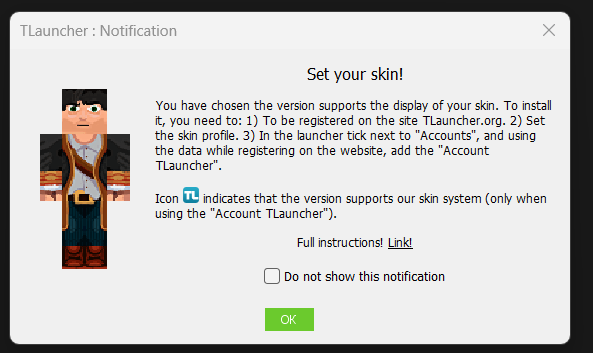 TLauncher : Notification
Set your skin!
You have chosen the version supports the display of your skin. To install
it, you need to: 1) To be registered on the site TLauncher.org. 2) Set
the skin profile. 3) In the launcher tick next to "Accounts", and using
the data while registering on the website, add the "Account
TLauncher".
Icon TL indicates that the version supports our skin system (only when
using the "Account TLauncher").
Full instructions! Link!
Do not show this notification
OK